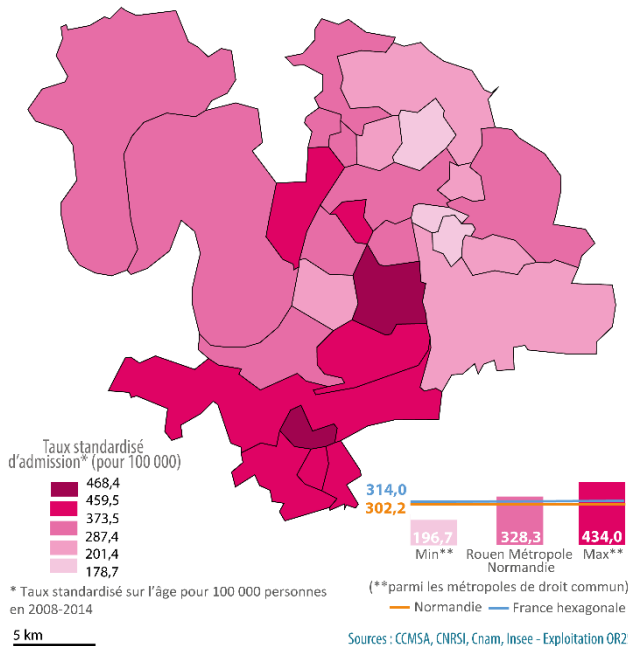 Taux standardisé
d'admission* (pour 100 000)
468,4
459,5
373,5
287,4
201,4
178,7
* Taux standardisé sur l'âge pour 100 000 personnes
en 2008-2014
5 km
314,0
302,2
196,7
328,3
434,0
Min**
Rouen Métropole
Normandie
Max**
(**parmi les métropoles de droit commun)
Normandie
France hexagonale
Sources : CCMSA, CNRSI, Cnam, Insee - Exploitation OR2